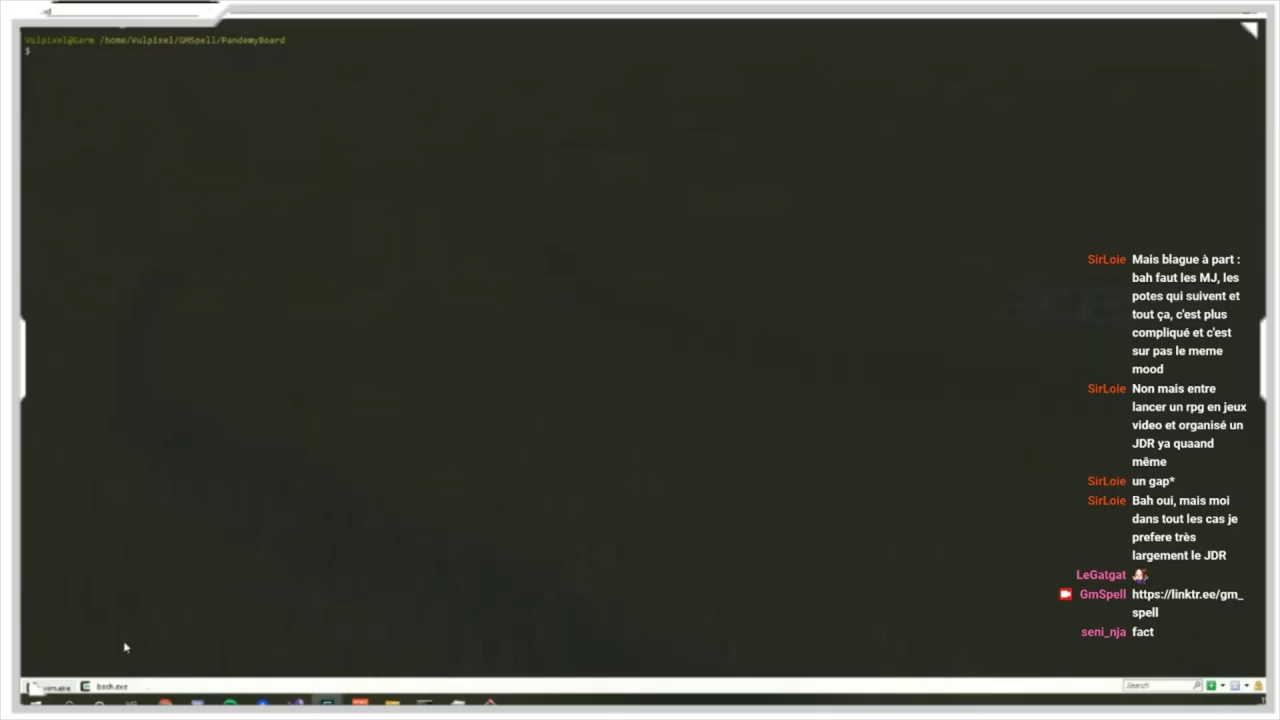 Vulpixel@Garm /home/Vulpixel/GMSpell/PandemyBoard
$
SirLoie Mais blague à part :
bah faut les MJ, les
potes qui suivent et
tout ça, c'est plus
compliqué et c'est
sur pas le meme
mood
SirLoie Non mais entre
lancer un rpg en jeux
video et organisé un
JDR ya quaand
même
SirLoie un gap*
SirLoie Bah oui, mais moi
dans tout les cas je
prefere très
largement le JDR
LeGatgat
GmSpell https://linktr.ee/gm_
spell
seni_nja fact
vim.exe bash.exe Search